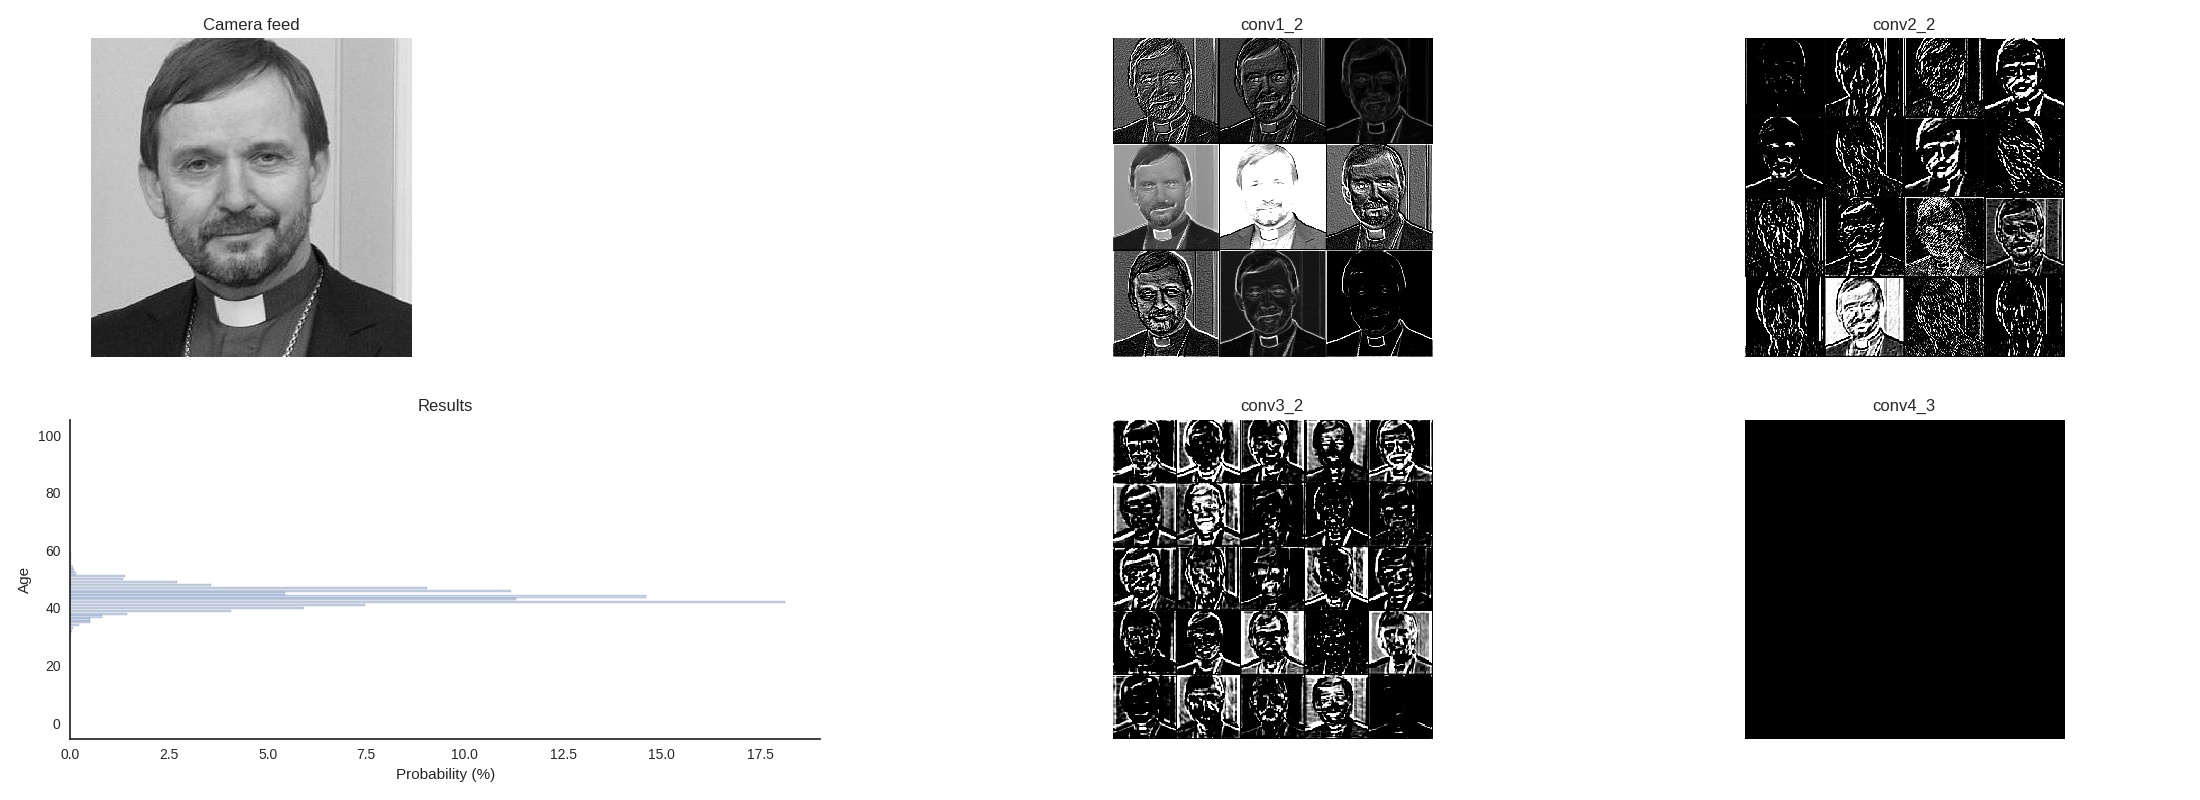 Camera feed
conv1_2
conv2_2
Results
conv3_2
conv4_3
100
80
60
40
20
0
Age
0.0 2.5 5.0 7.5 10.0 12.5 15.0 17.5
Probability (%)